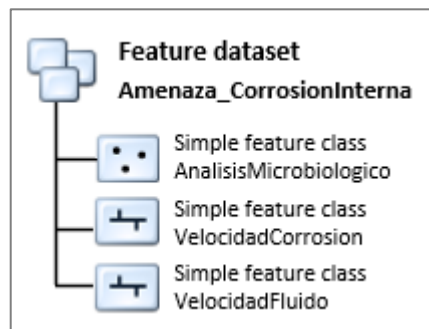 Feature dataset
Amenaza_CorrosionInterna
Simple feature class
AnalisisMicrobiologico
Simple feature class
VelocidadCorrosion
Simple feature class
VelocidadFluido